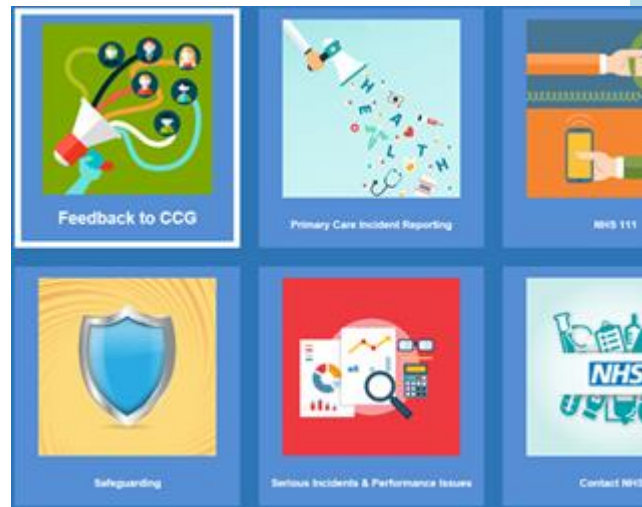 Feedback to CCG
Primary Care Incident Reporting
NHS 111
HEALTH
NHS
Safeguarding
Serious Incidents & Performance Issues
Contact NHS